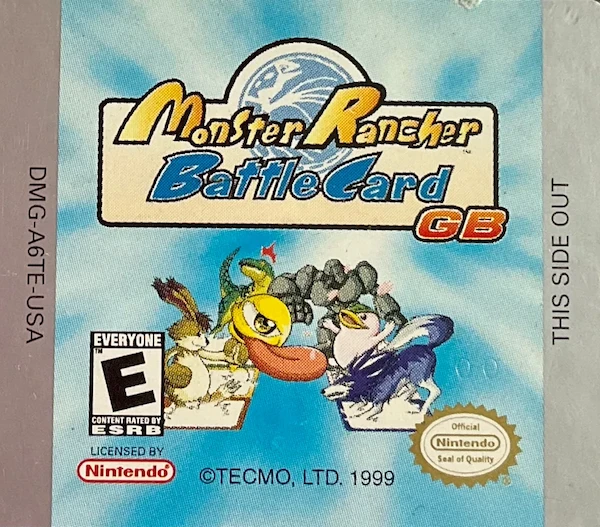 Monster Rancher
Battle Card
GB
TM
DMG-A6TE-USA
THIS SIDE OUT
EVERYONE
TM
E
CONTENT RATED BY
ESRB
LICENSED BY
Nintendo®
©TECMO, LTD. 1999
Official
Nintendo
Seal of Quality